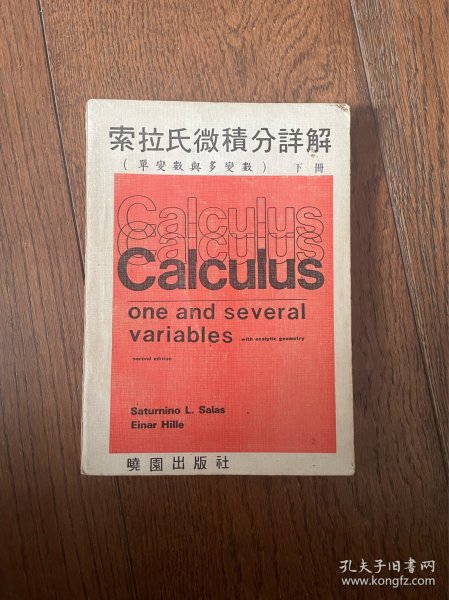 索拉氏微積分詳解
(單變數與多變數) 下冊
Calculus
Calculus
Calculus
one and several
variables with analytic geometry
second edition
Saturnino L. Salas
Einar Hille
曉園出版社
孔夫子旧书网
www.kongfz.com